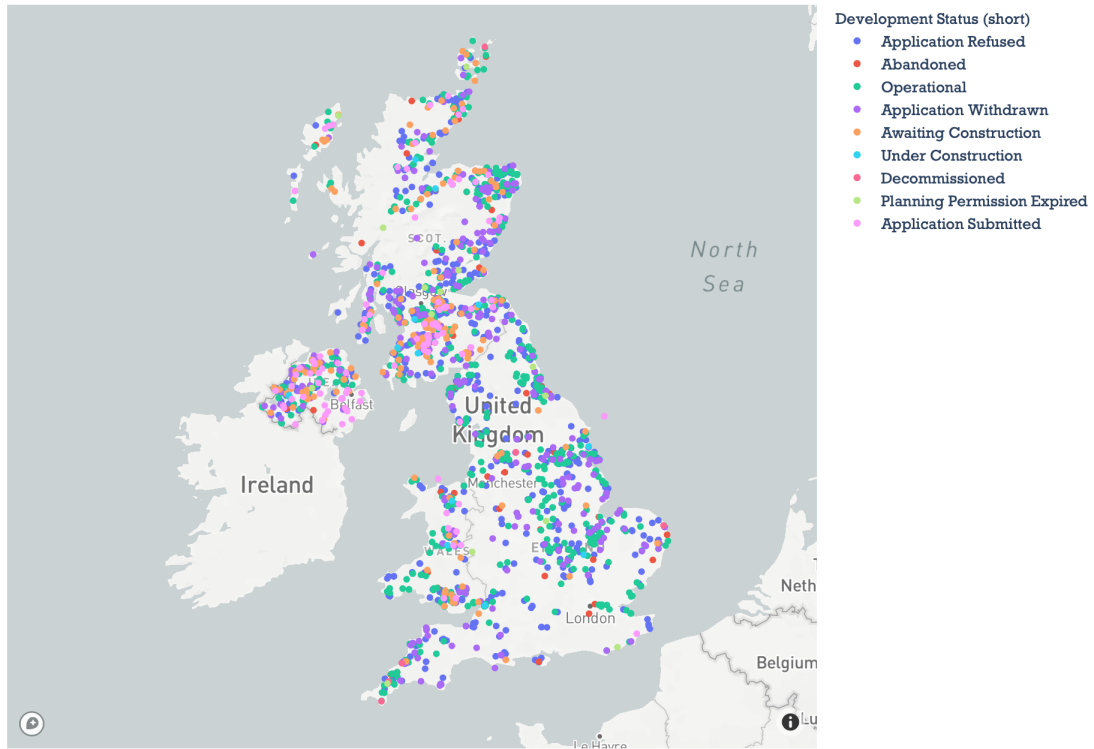 Development Status (short)
Application Refused
Abandoned
Operational
Application Withdrawn
Awaiting Construction
Under Construction
Decommissioned
Planning Permission Expired
Application Submitted
North
Sea
SCOT.
Glasgow
Belfast
United
Kingdom
Ireland
Manchester
WALES
London
Neth
Belgium
Lu
Le Havre